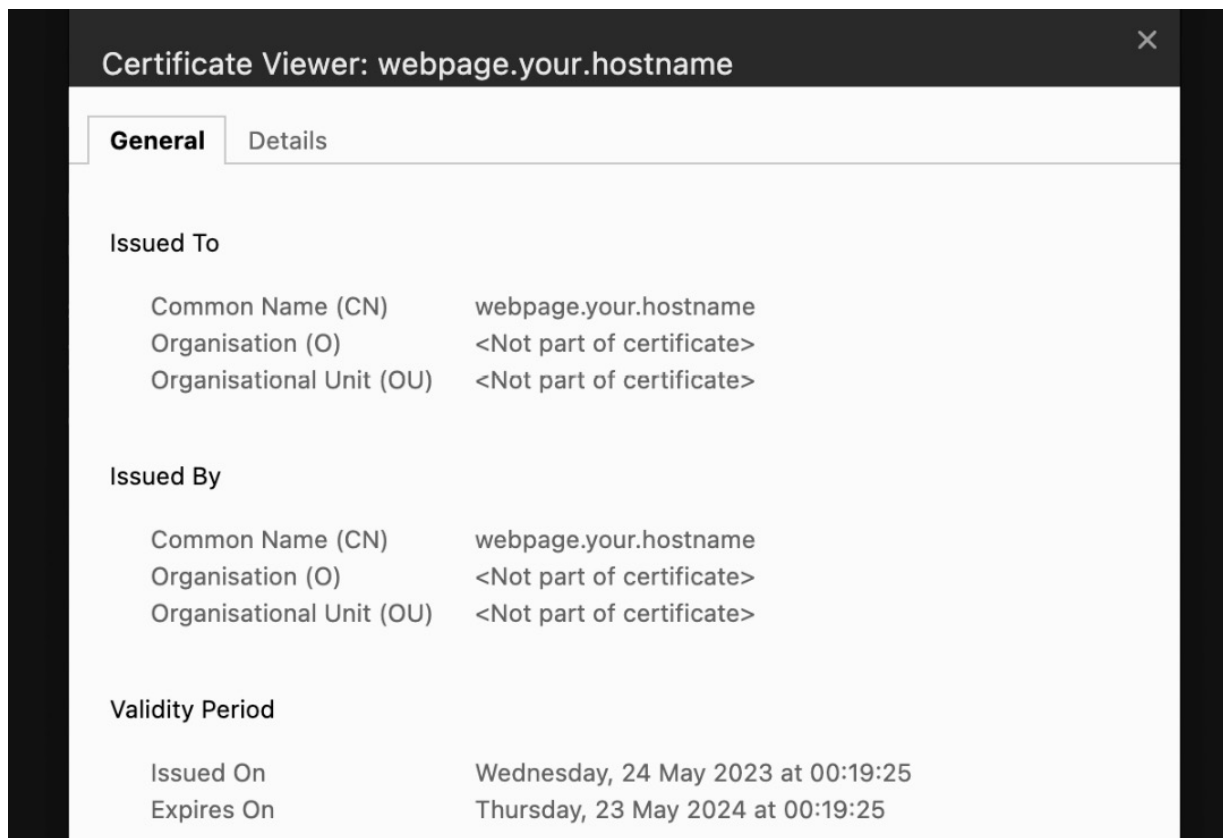 Certificate Viewer: webpage.your.hostname
×
General Details
Issued To
Common Name (CN) webpage.your.hostname
Organisation (O) <Not part of certificate>
Organisational Unit (OU) <Not part of certificate>
Issued By
Common Name (CN) webpage.your.hostname
Organisation (O) <Not part of certificate>
Organisational Unit (OU) <Not part of certificate>
Validity Period
Issued On Wednesday, 24 May 2023 at 00:19:25
Expires On Thursday, 23 May 2024 at 00:19:25